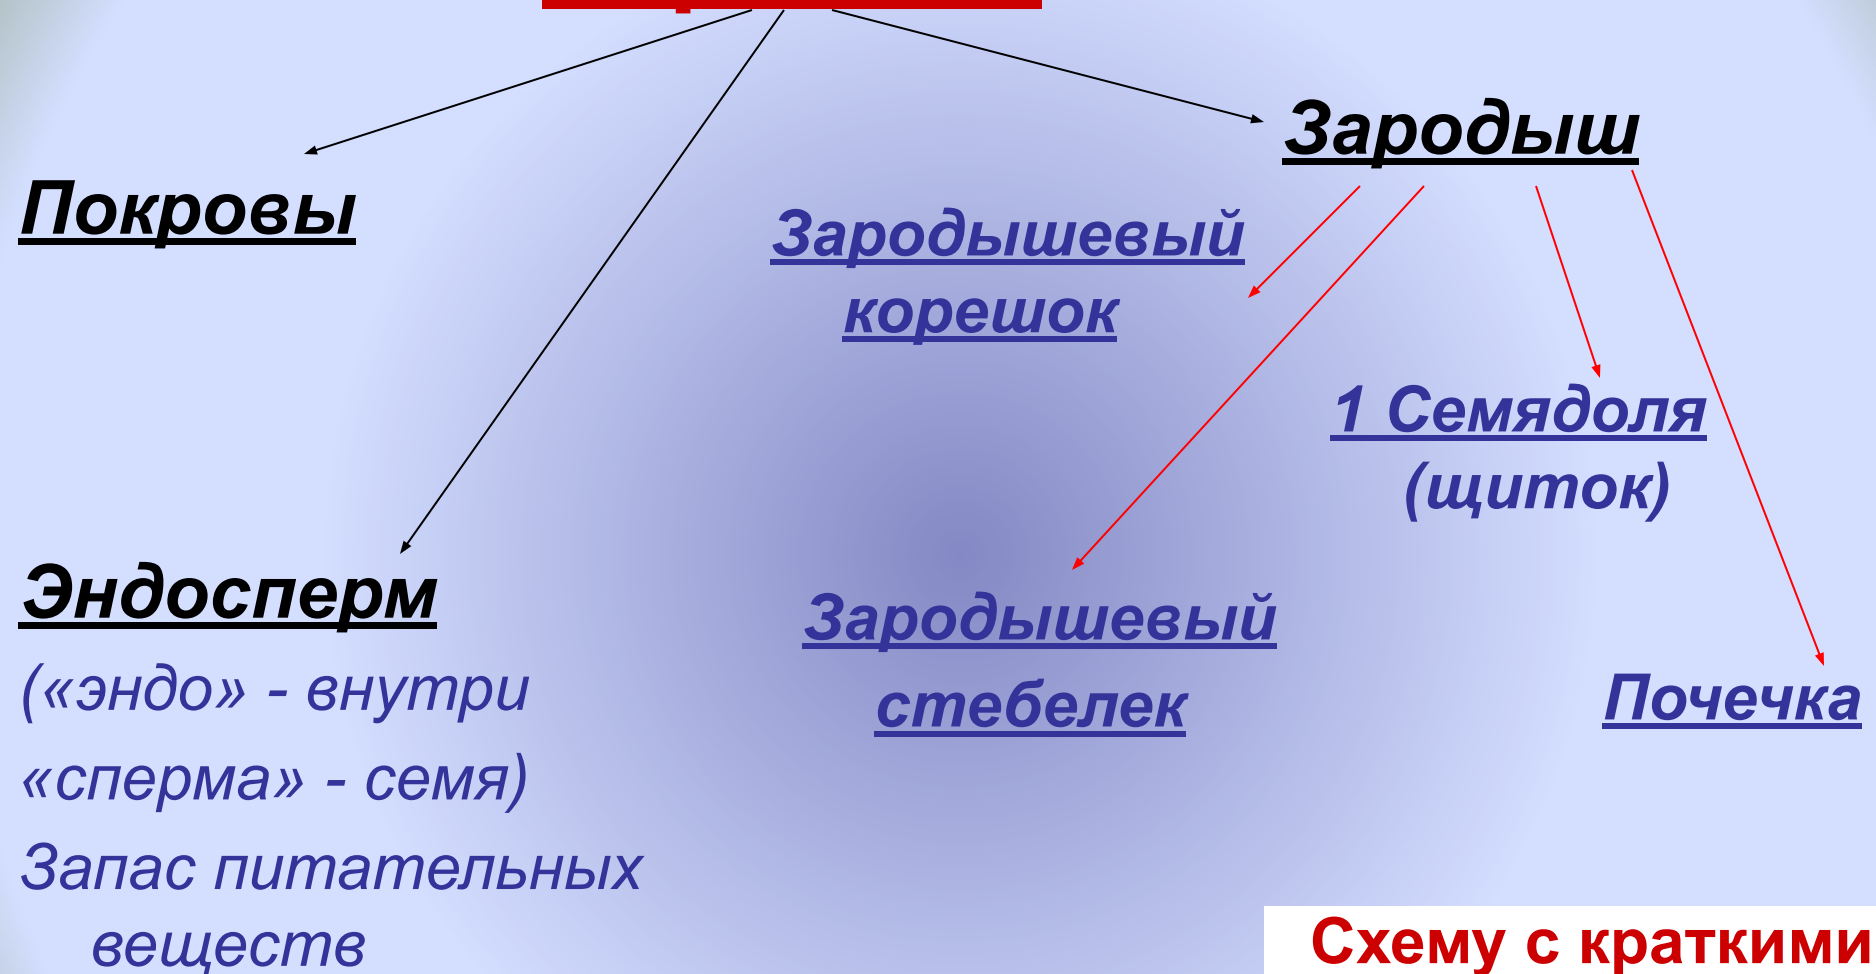 Зародыш
Покровы
Зародышевый
корешок
1 Семядоля
(щиток)
Эндосперм
(«эндо» - внутри
«сперма» - семя)
Запас питательных
веществ
Зародышевый
стебелек
Почечка
Схему с краткими